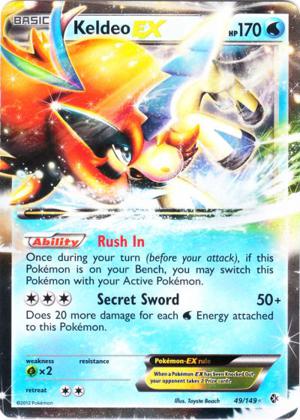 BASIC Keldeo EX HP170
Ability Rush In
Once during your turn (before your attack), if this
Pokémon is on your Bench, you may switch this
Pokémon with your Active Pokémon.
Secret Sword 50+
Does 20 more damage for each Energy attached
to this Pokémon.
weakness resistance
×2
retreat
Pokémon-EX rule
When a Pokémon-EX has been Knocked Out,
your opponent takes 2 Prize cards.
©2012 Pokémon Illus. Toyste Beach 49/149